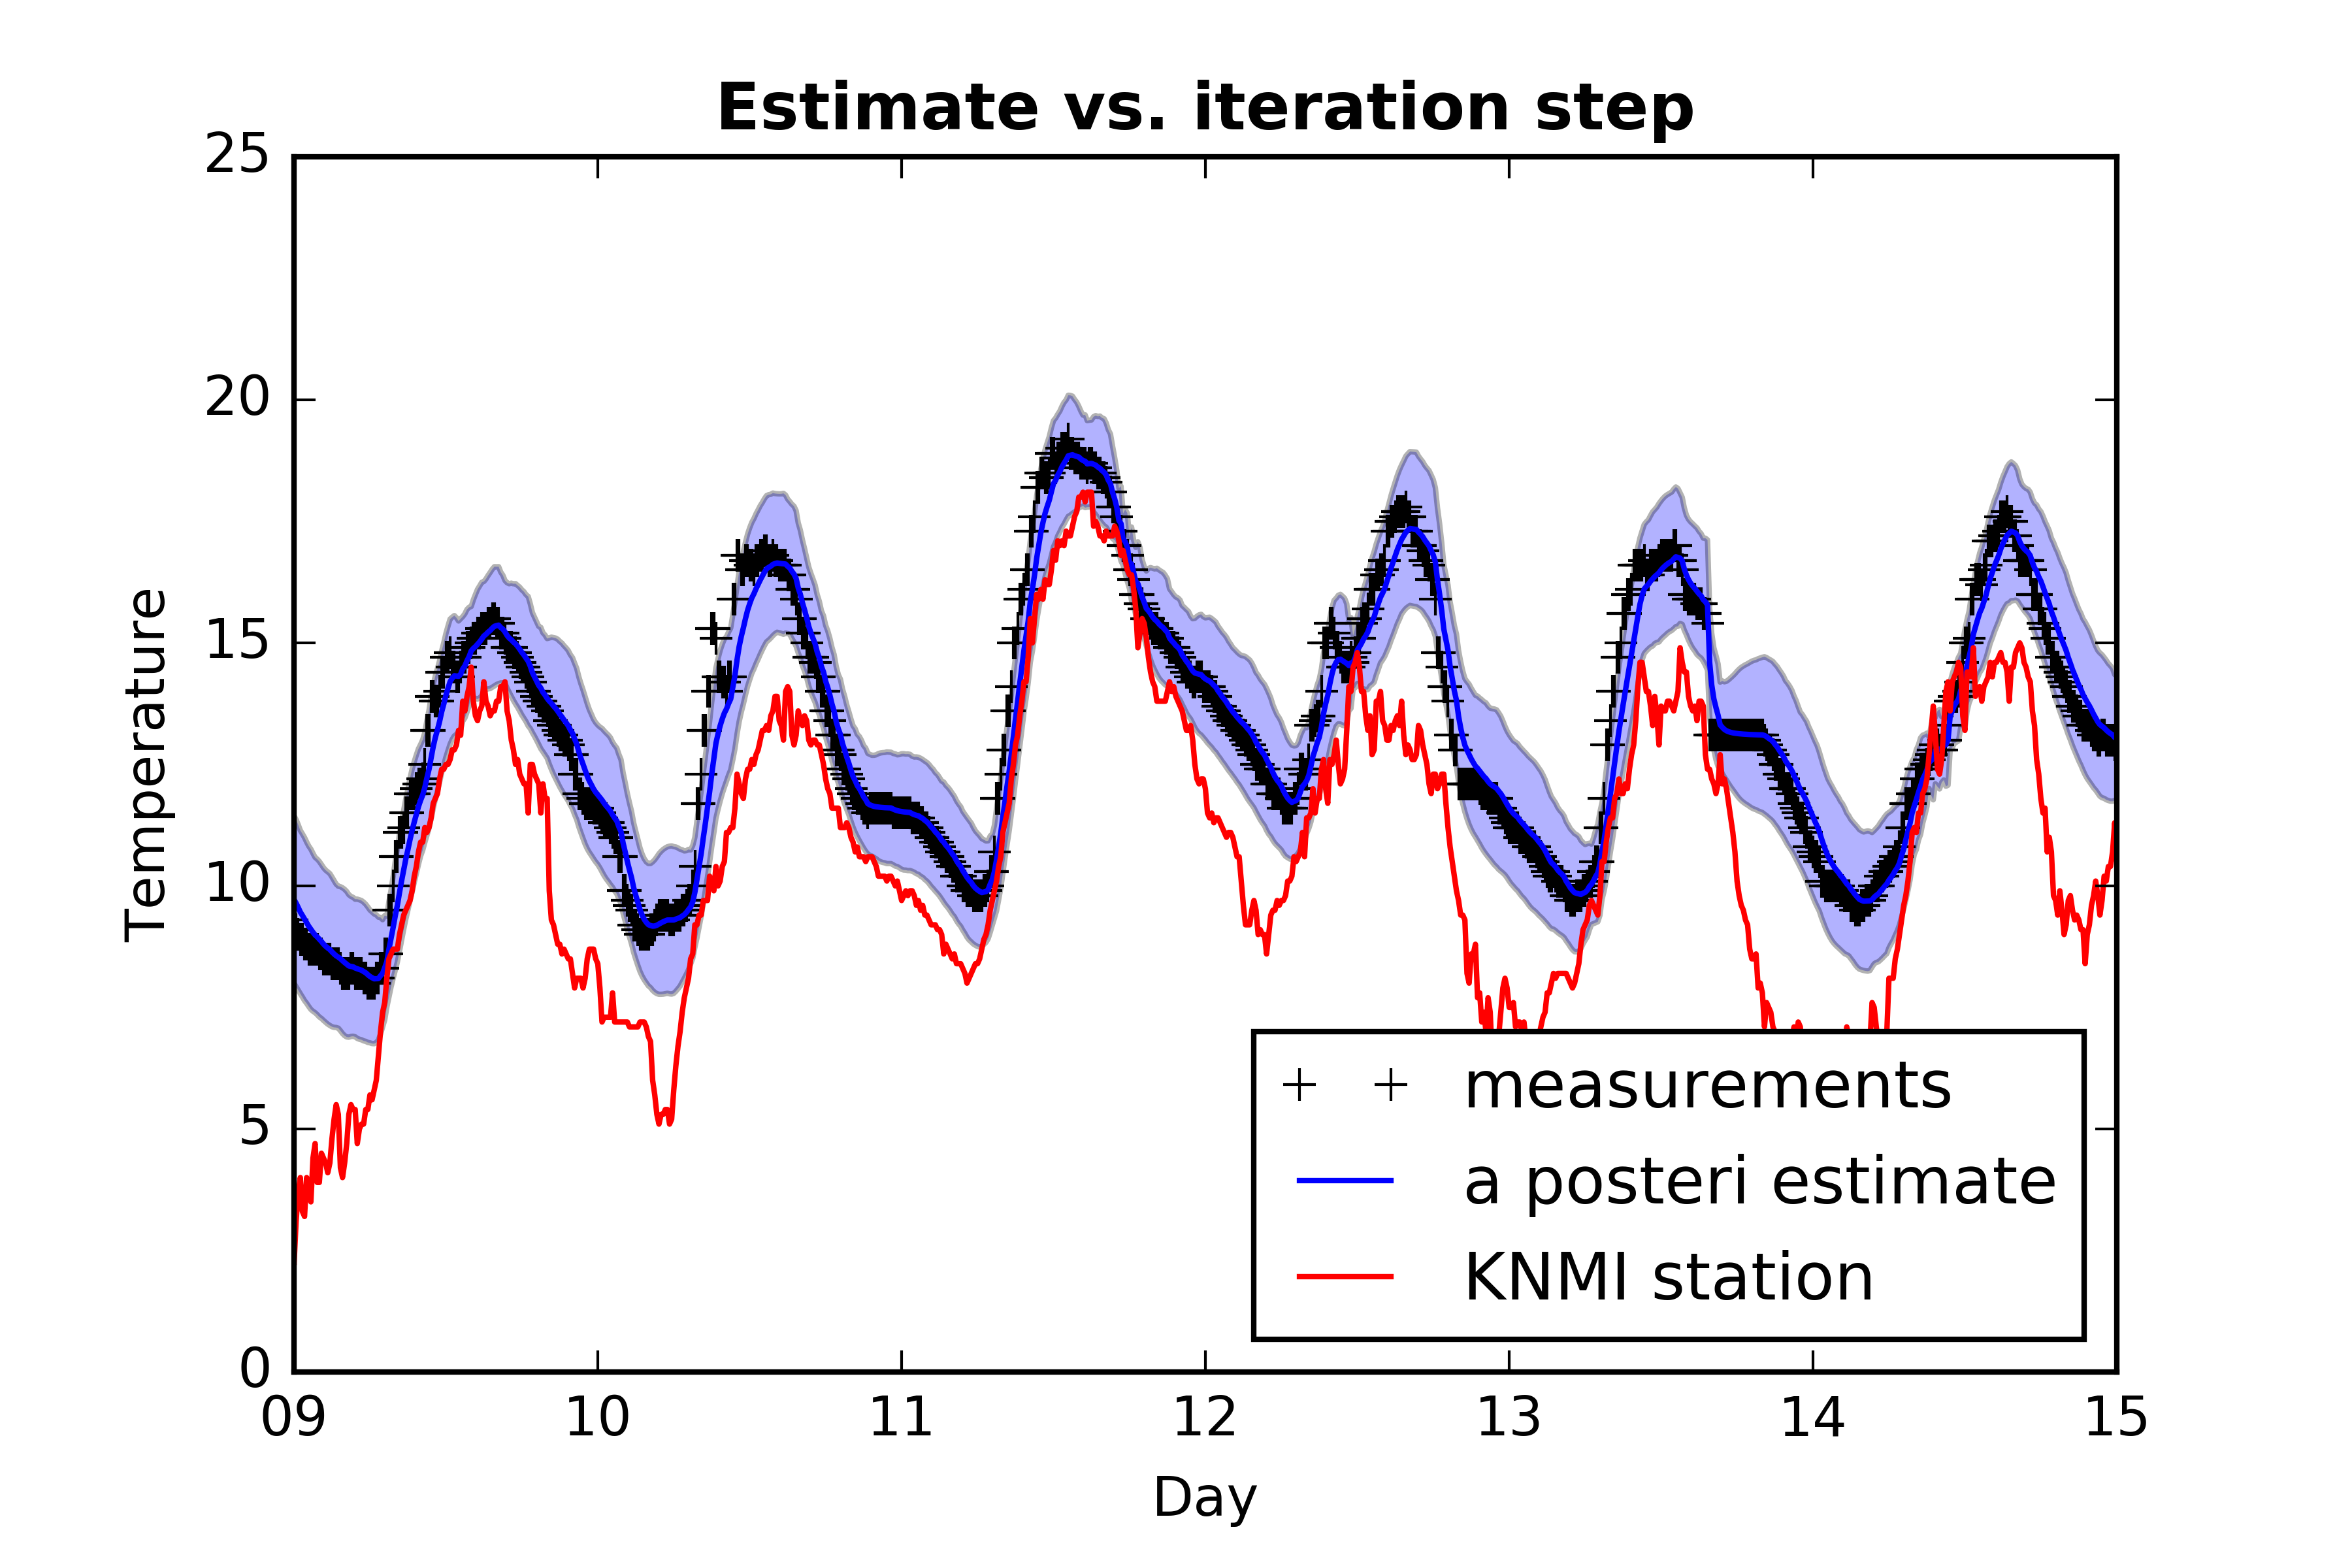 Estimate vs. iteration step
25
20
15
10
5
0
Temperature
09 10 11 12 13 14 15
Day
measurements
a posteri estimate
KNMI station